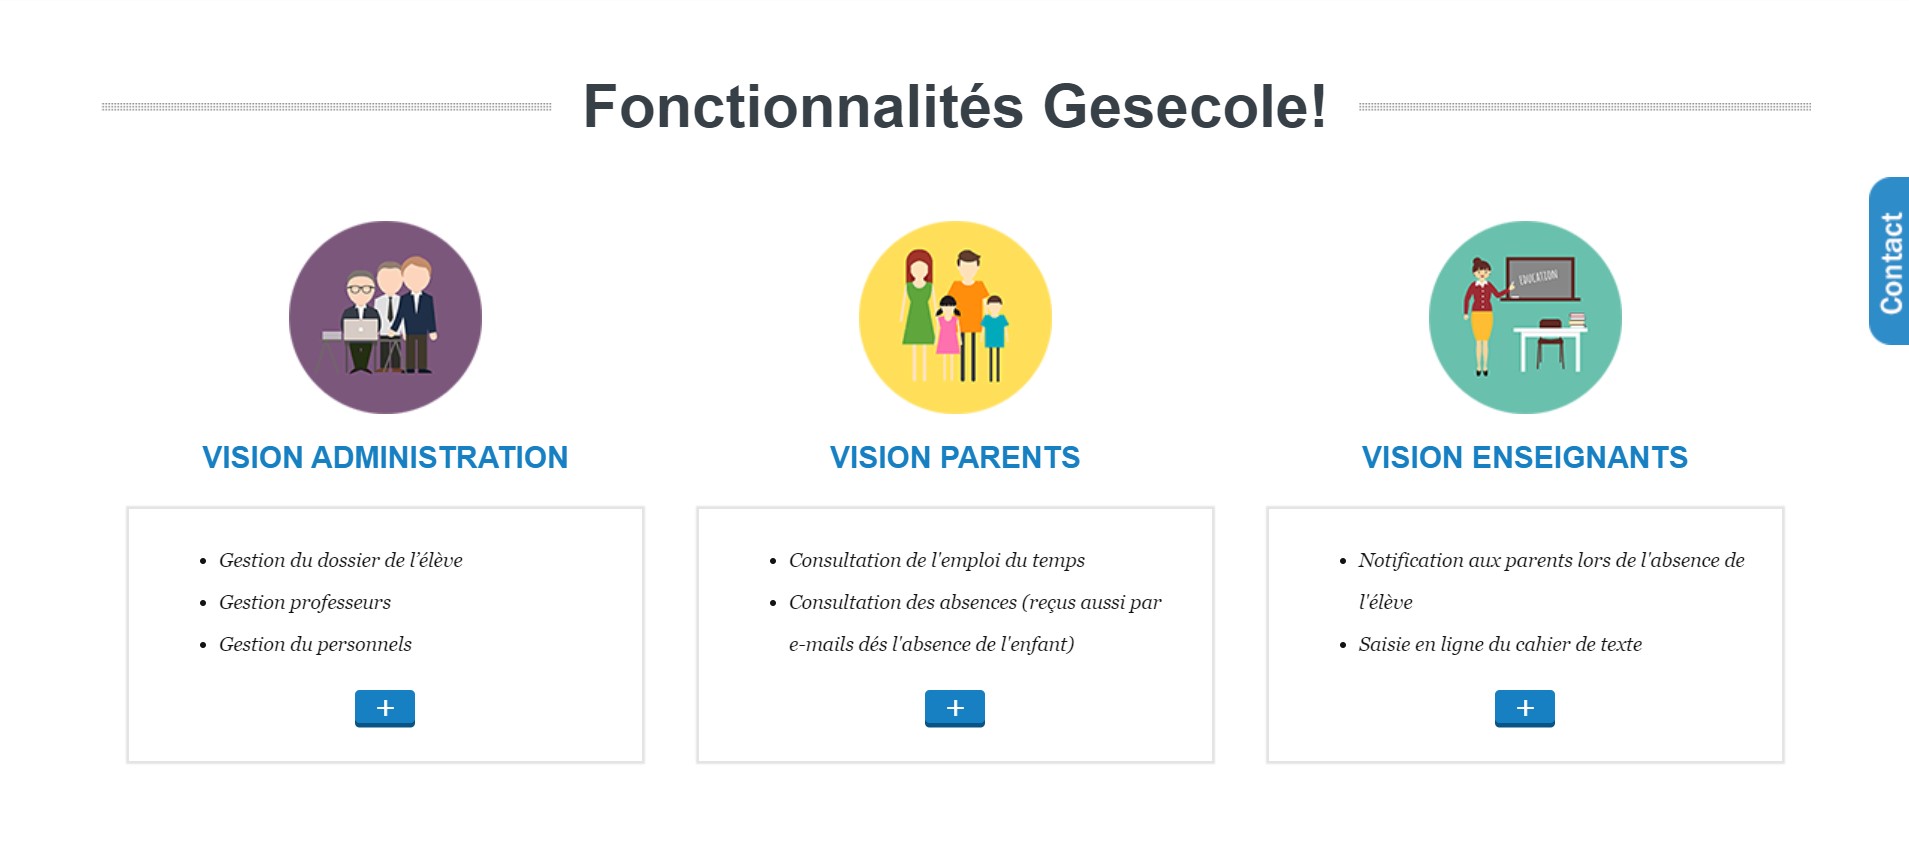 Fonctionnalités Gesecole!
Contact
EDUCATION
VISION ADMINISTRATION
VISION PARENTS
VISION ENSEIGNANTS
• Gestion du dossier de l’élève
• Gestion professeurs
• Gestion du personnels
+
• Consultation de l'emploi du temps
• Consultation des absences (reçus aussi par
e-mails dés l'absence de l'enfant)
+
• Notification aux parents lors de l'absence de
l'élève
• Saisie en ligne du cahier de texte
+